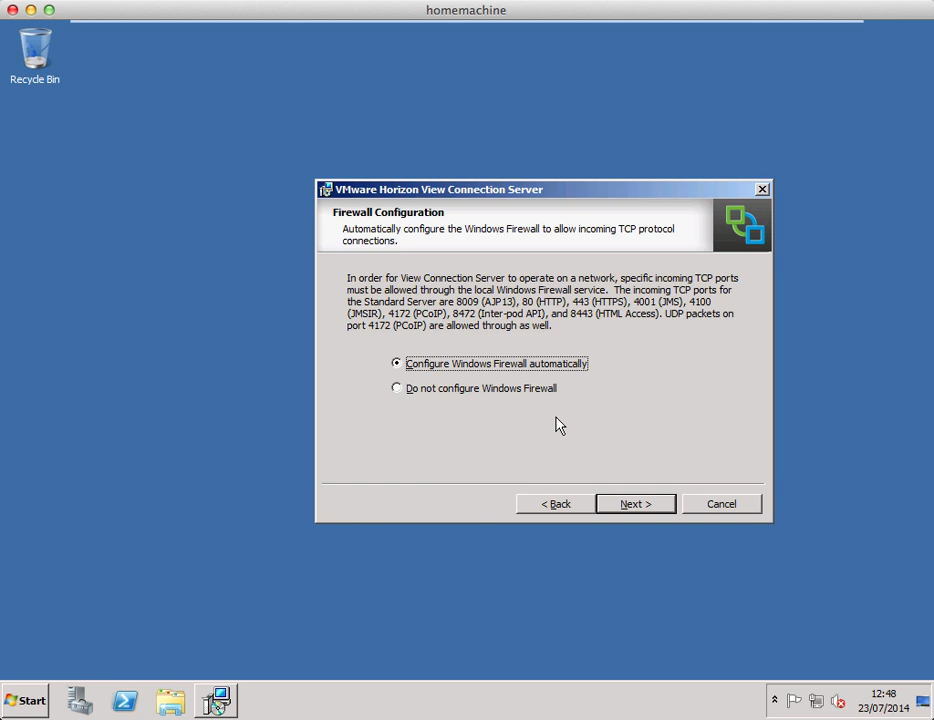 homemachine
Recycle Bin
VMware Horizon View Connection Server
Firewall Configuration
Automatically configure the Windows Firewall to allow incoming TCP protocol
connections.
In order for View Connection Server to operate on a network, specific incoming TCP ports
must be allowed through the local Windows Firewall service. The incoming TCP ports for
the Standard Server are 8009 (AJP13), 80 (HTTP), 443 (HTTPS), 4001 (JMS), 4100
(JMSIR), 4172 (PCoIP), 8472 (Inter-pod API), and 8443 (HTML Access). UDP packets on
port 4172 (PCoIP) are allowed through as well.
Configure Windows Firewall automatically
Do not configure Windows Firewall
< Back
Next >
Cancel
Start
12:48
23/07/2014